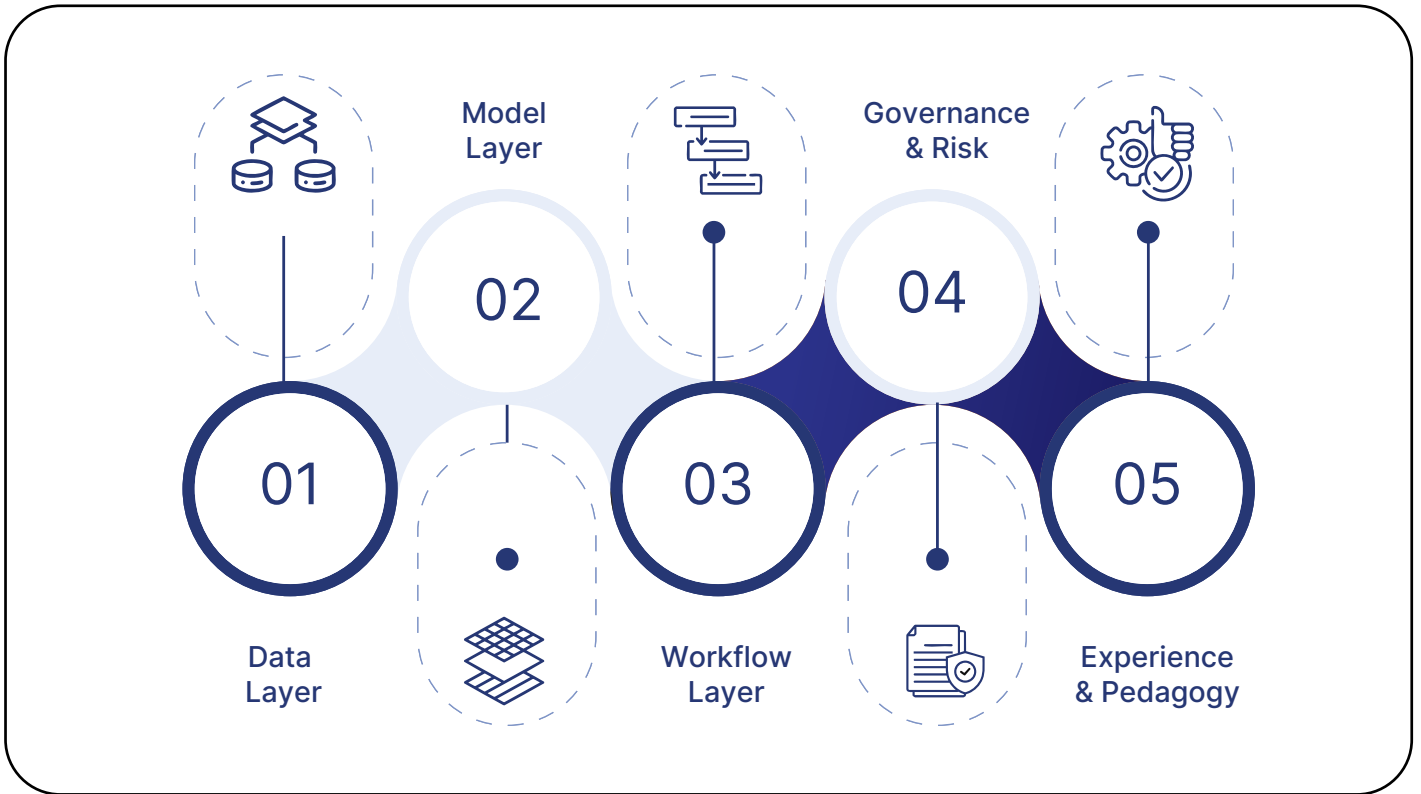 Model
Layer
Governance
& Risk
02
04
01
03
05
Data
Layer
Workflow
Layer
Experience
& Pedagogy